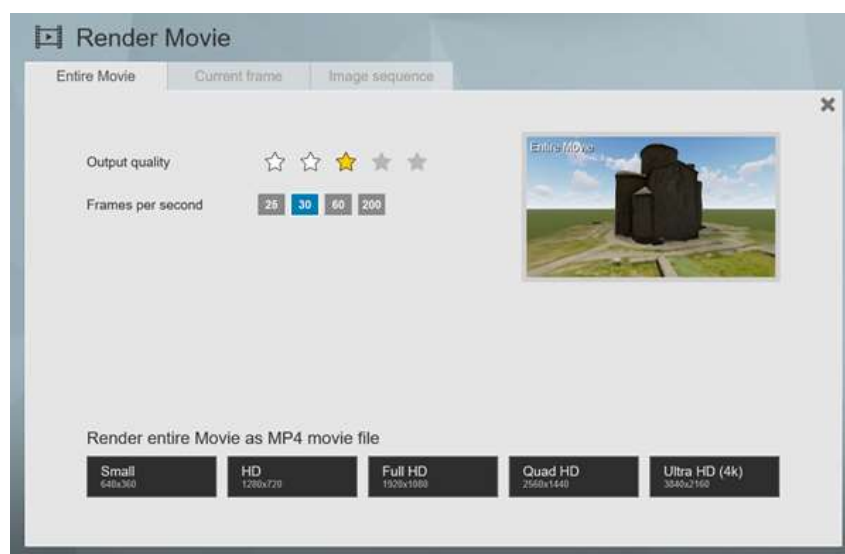 Render Movie
Entire Movie
Current frame
Image sequence
Output quality
Entire Movie
Frames per second
25 30 60 200
Render entire Movie as MP4 movie file
Small
640x360
HD
1280x720
Full HD
1920x1080
Quad HD
2560x1440
Ultra HD (4k)
3840x2160